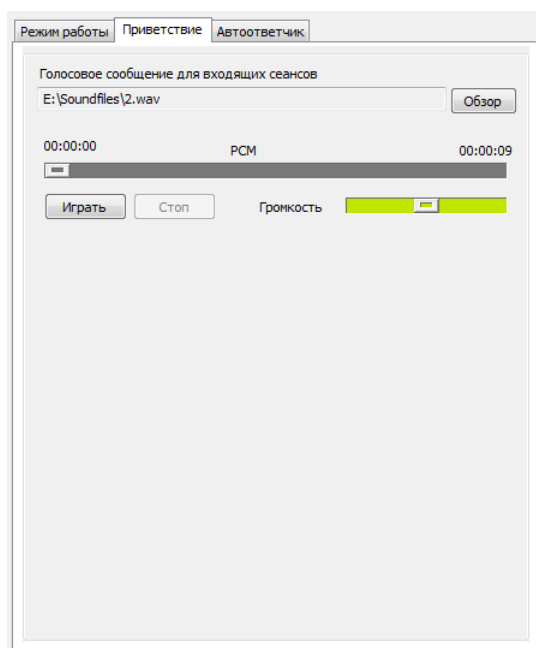 Режим работы Приветствие Автоответчик
Голосовое сообщение для входящих сеансов
E:\Soundfiles\2.wav Обзор
00:00:00 PCM 00:00:09
Играть Стоп Громкость